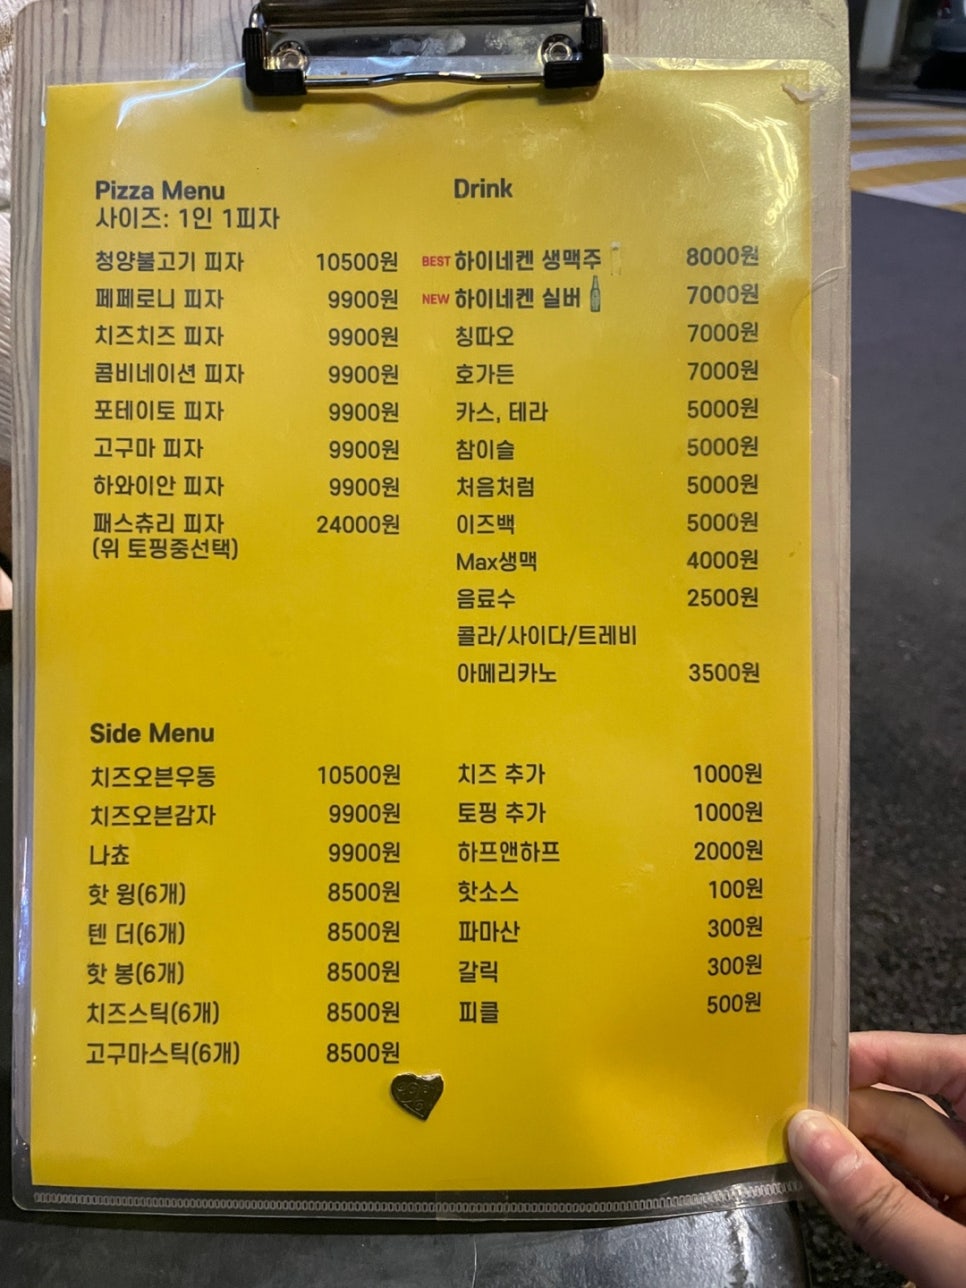 Pizza Menu
사이즈: 1인 1피자
청양불고기 피자 10500원
페페로니 피자 9900원
치즈치즈 피자 9900원
콤비네이션 피자 9900원
포테이토 피자 9900원
고구마 피자 9900원
하와이안 피자 9900원
패스츄리 피자 24000원
(위 토핑중선택)
Drink
BEST 하이네켄 생맥주 8000원
NEW 하이네켄 실버 7000원
칭따오 7000원
호가든 7000원
카스, 테라 5000원
참이슬 5000원
처음처럼 5000원
이즈백 5000원
Max생맥 4000원
음료수 2500원
콜라/사이다/트레비
아메리카노 3500원
Side Menu
치즈오븐우동 10500원
치즈오븐감자 9900원
나쵸 9900원
핫 윙(6개) 8500원
텐 더(6개) 8500원
핫 봉(6개) 8500원
치즈스틱(6개) 8500원
고구마스틱(6개) 8500원
치즈 추가 1000원
토핑 추가 1000원
하프앤하프 2000원
핫소스 100원
파마산 300원
갈릭 300원
피클 500원